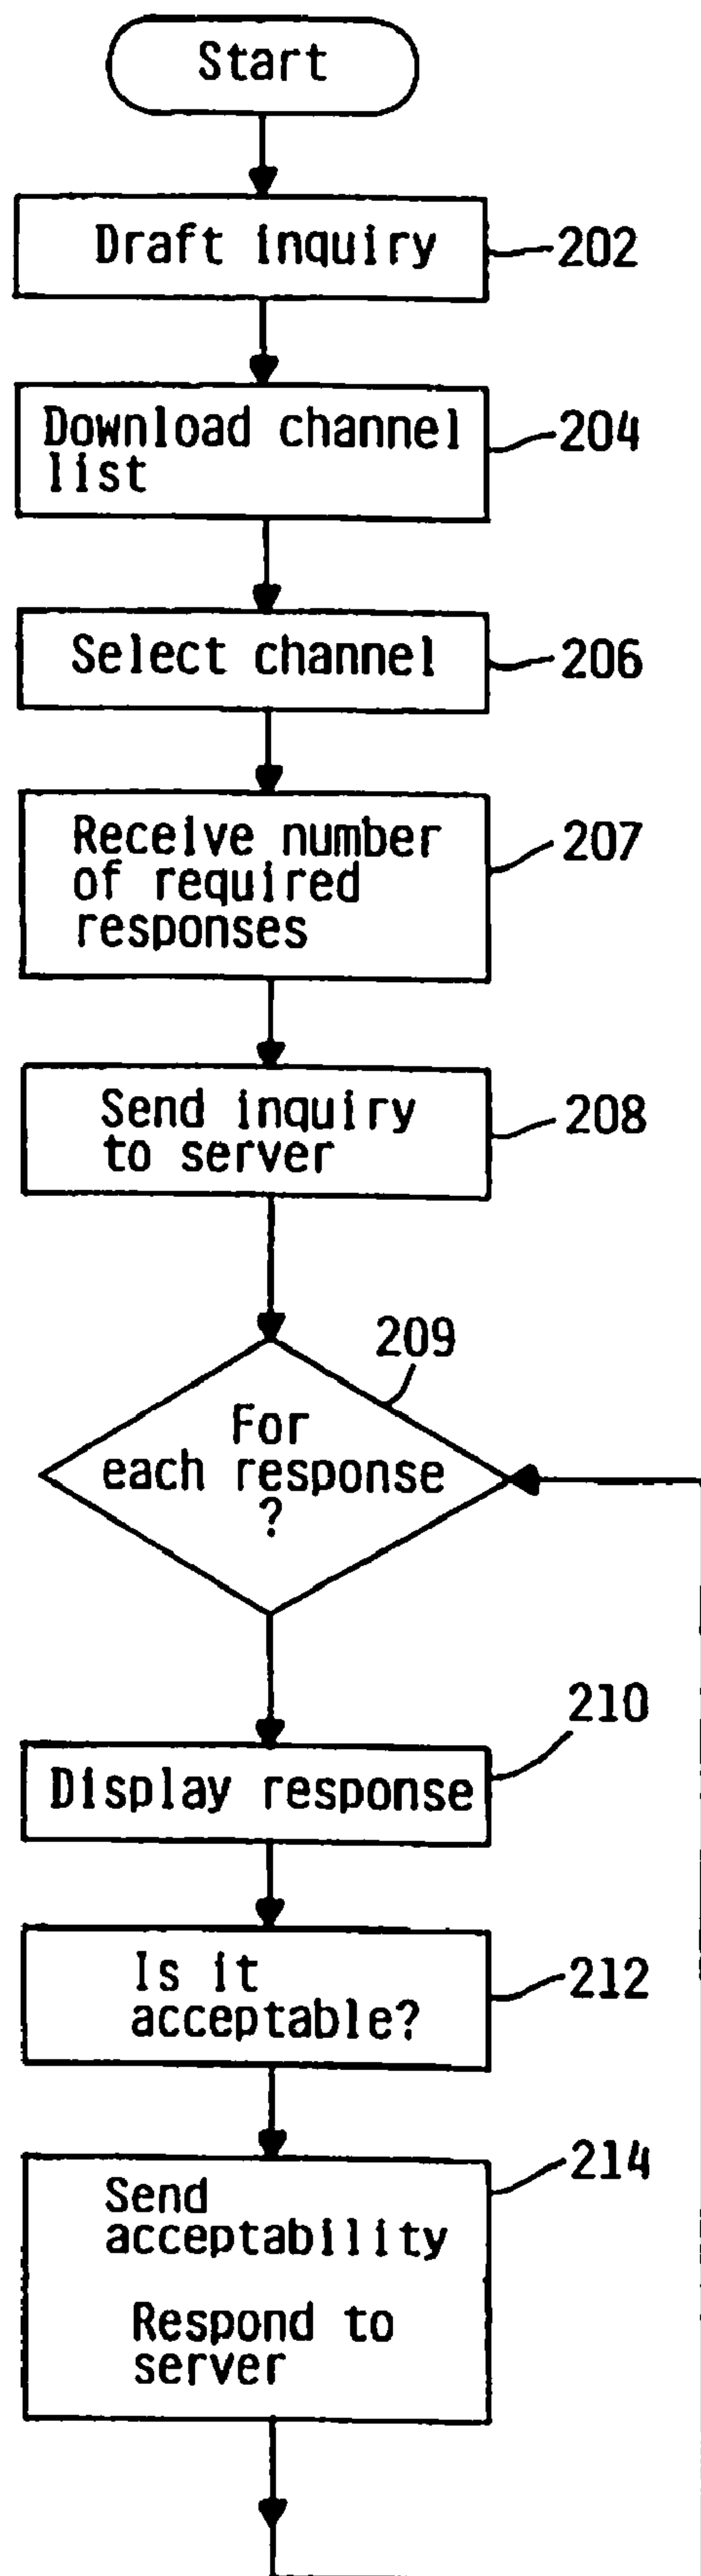 Start
Draft inquiry
202
Download channel
list
204
Select channel
206
Receive number
of required
responses
207
Send inquiry
to server
208
209
For
each response
?
210
Display response
Is it
acceptable?
212
214
Send
acceptability
Respond to
server